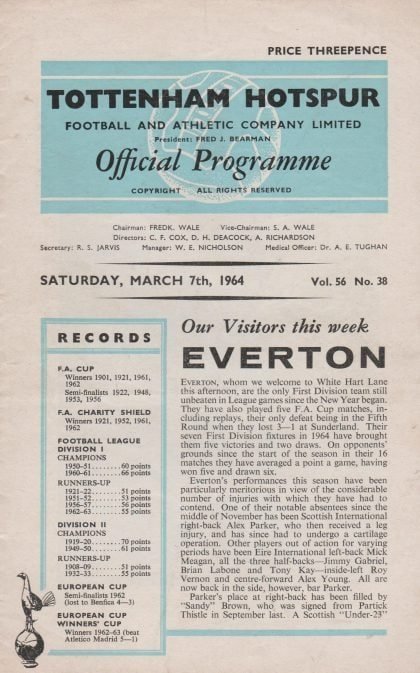 PRICE THREEPENCE
TOTTENHAM HOTSPUR
FOOTBALL AND ATHLETIC COMPANY LIMITED
President: FRED J. BEARMAN
Official Programme
COPYRIGHT ALL RIGHTS RESERVED
Chairman: FREDK. WALE Vice-Chairman: S. A. WALE
Directors: C. F. COX, D. H. DEACOCK, A. RICHARDSON
Secretary: R. S. JARVIS Manager: W. E. NICHOLSON Medical Officer: Dr. A. E. TUGHAN
SATURDAY, MARCH 7th, 1964 Vol. 56 No. 38
RECORDS
F.A. CUP
Winners 1901, 1921, 1961,
1962
Semi-finalists 1922, 1948,
1953, 1956
F.A. CHARITY SHIELD
Winners 1921, 1952, 1961,
1962
FOOTBALL LEAGUE
DIVISION I
CHAMPIONS
1950—51........60 points
1960—61........66 points
RUNNERS-UP
1921—22........51 points
1951—52........53 points
1956—57........56 points
1962—63........55 points
DIVISION II
CHAMPIONS
1919—20........70 points
1949—50........61 points
RUNNERS-UP
1908—09........51 points
1932—33........55 points
EUROPEAN CUP
Semi-finalists 1962
(lost to Benfica 4—3)
EUROPEAN CUP
WINNERS' CUP
Winners 1962-63 (beat
Atletico Madrid 5—1)
Our Visitors this week
EVERTON
EVERTON, whom we welcome to White Hart Lane
this afternoon, are the only First Division team still
unbeaten in League games since the New Year began.
They have also played five F.A. Cup matches, in-
cluding replays, their only defeat being in the Fifth
Round when they lost 3—1 at Sunderland. Their
seven First Division fixtures in 1964 have brought
them five victories and two draws. On opponents'
grounds since the start of the season in their 16
matches they have averaged a point a game, having
won five and drawn six.
Everton's performances this season have been
particularly meritorious in view of the considerable
number of injuries with which they have had to
contend. One of their notable absentees since the
middle of November has been Scottish International
right-back Alex Parker, who then received a leg
injury, and has since had to undergo a cartilage
operation. Other players out of action for varying
periods have been Eire International left-back Mick
Meagan, all the three half-backs—Jimmy Gabriel,
Brian Labone and Tony Kay—inside-left Roy
Vernon and centre-forward Alex Young. All are
now back in the side, however, bar Parker.
Parker's place at right-back has been filled by
"Sandy" Brown, who was signed from Partick
Thistle in September last. A Scottish "Under-23"